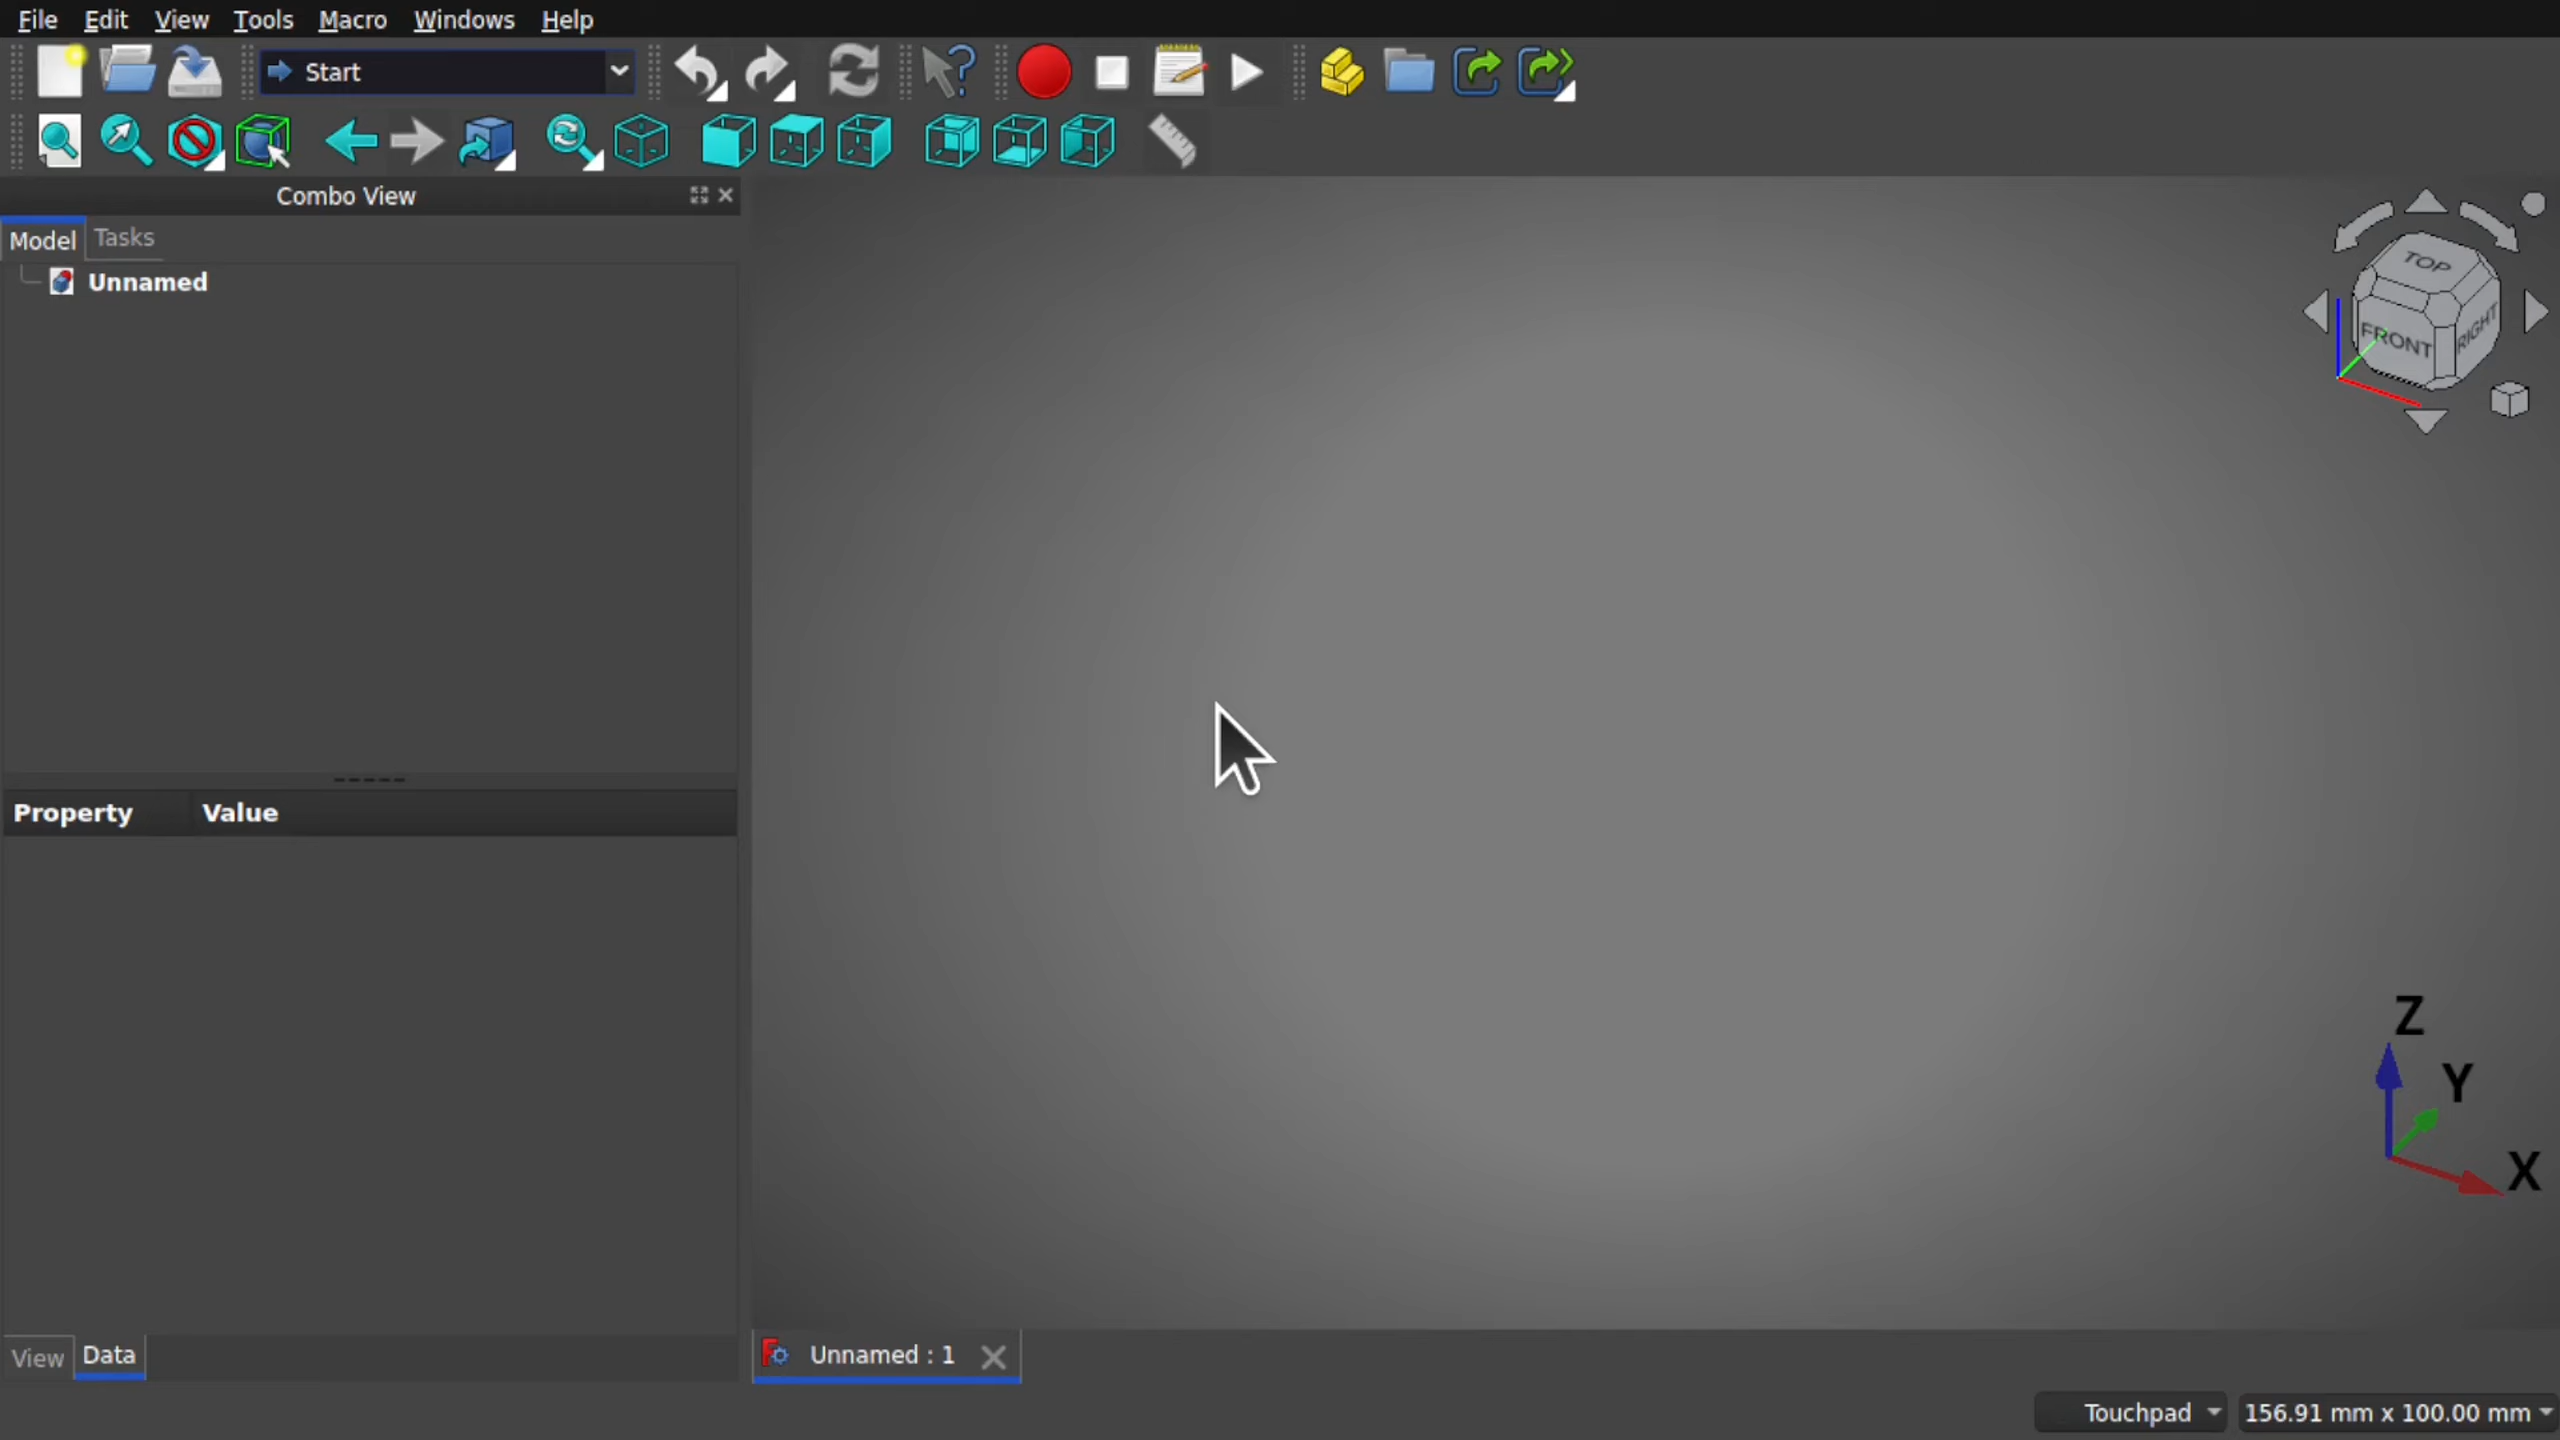 File Edit View Tools Macro Windows Help
Start
Combo View
Model Tasks
Unnamed
TOP
FRONT
RIGHT
Property Value
Z
Y
X
View Data
Unnamed : 1
Touchpad 156.91 mm x 100.00 mm